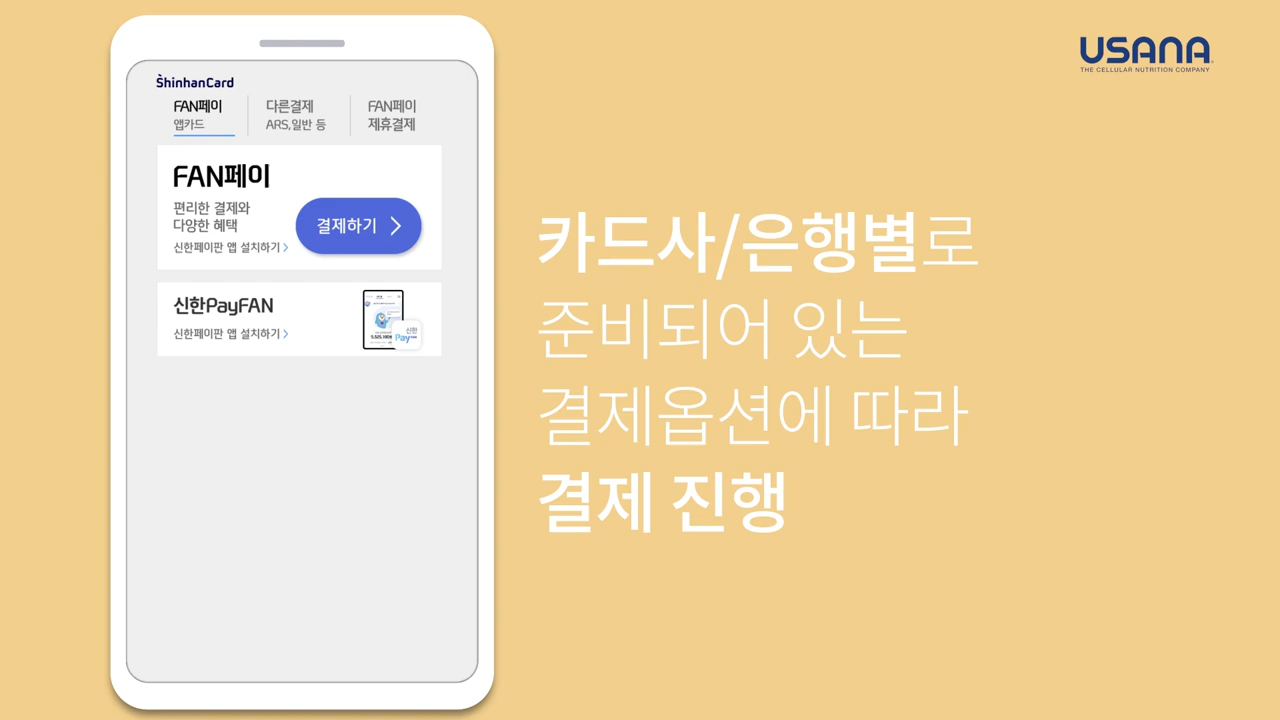 USANA
THE CELLULAR NUTRITION COMPANY
ShinhanCard
FAN페이
앱카드
다른결제
ARS,일반 등
FAN페이
제휴결제
FAN페이
편리한 결제와
다양한 혜택
신한페이판 앱 설치하기 >
결제하기 >
신한PayFAN
신한페이판 앱 설치하기 >
신한
Pay
카드사/은행별로
준비되어 있는
결제옵션에 따라
결제 진행